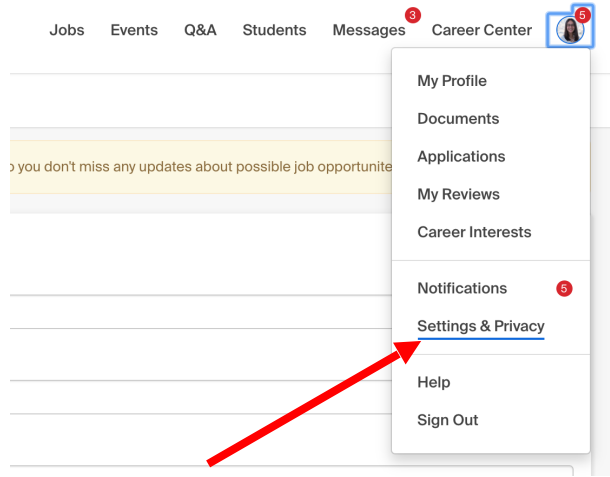 Jobs Events Q&A Students Messages 3 Career Center 5
My Profile
Documents
you don't miss any updates about possible job opportunite
Applications
My Reviews
Career Interests
Notifications 5
Settings & Privacy
Help
Sign Out